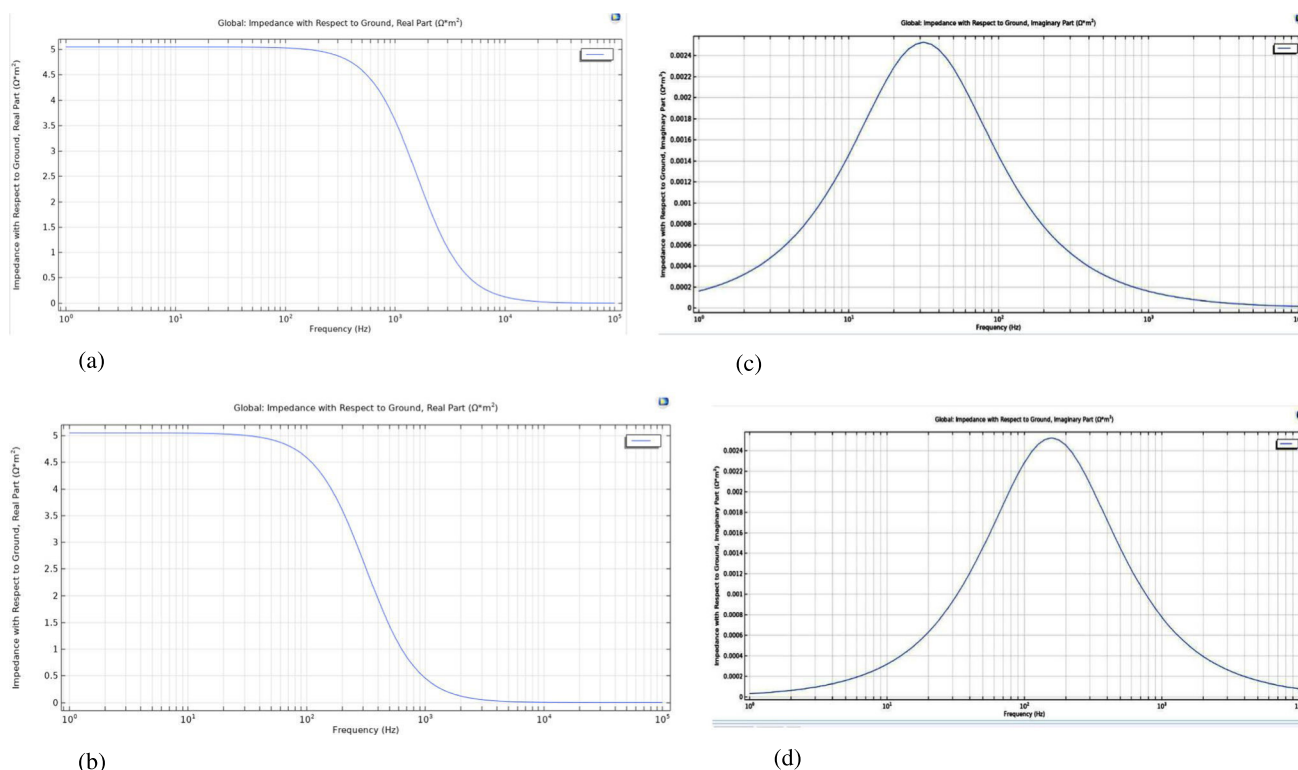 Global: Impedance with Respect to Ground, Real Part (Ω*m²)
Impedance with Respect to Ground, Real Part (Ω*m²)
5
4.5
4
3.5
3
2.5
2
1.5
1
0.5
0
10⁰ 10¹ 10² 10³ 10⁴ 10⁵
Frequency (Hz)
(a)
Global: Impedance with Respect to Ground, Imaginary Part (Ω*m²)
Impedance with Respect to Ground, Imaginary Part (Ω*m²)
0.0024
0.0022
0.002
0.0018
0.0016
0.0014
0.0012
0.001
0.0008
0.0006
0.0004
0.0002
0
10⁰ 10¹ 10² 10³
Frequency (Hz)
(c)
Global: Impedance with Respect to Ground, Real Part (Ω*m²)
Impedance with Respect to Ground, Real Part (Ω*m²)
5
4.5
4
3.5
3
2.5
2
1.5
1
0.5
0
10⁰ 10¹ 10² 10³ 10⁴ 10⁵
Frequency (Hz)
(b)
Global: Impedance with Respect to Ground, Imaginary Part (Ω*m²)
Impedance with Respect to Ground, Imaginary Part (Ω*m²)
0.0024
0.0022
0.002
0.0018
0.0016
0.0014
0.0012
0.001
0.0008
0.0006
0.0004
0.0002
0
10⁰ 10¹ 10² 10³
Frequency (Hz)
(d)